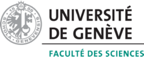 UNIVERSITÉ
DE GENÈVE
FACULTÉ DES SCIENCES